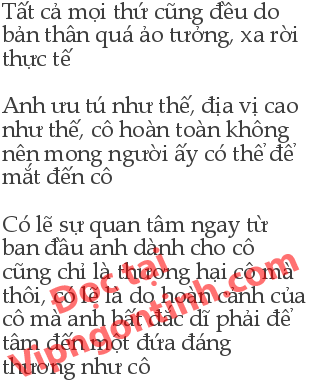 Tất cả mọi thứ cũng đều do
bản thân quá ảo tưởng, xa rời
thực tế
Anh ưu tú như thế, địa vị cao
như thế, cô hoàn toàn không
nên mong người ấy có thể để
mắt đến cô
Có lẽ sự quan tâm ngay từ
ban đầu anh dành cho cô
cũng chỉ là thương hại cô mà
thôi, có lẽ là do hoàn cảnh của
cô mà anh bất đắc dĩ phải để
tâm đến một đứa đáng
thương như cô
Đọc tại
Vipngontinh.com